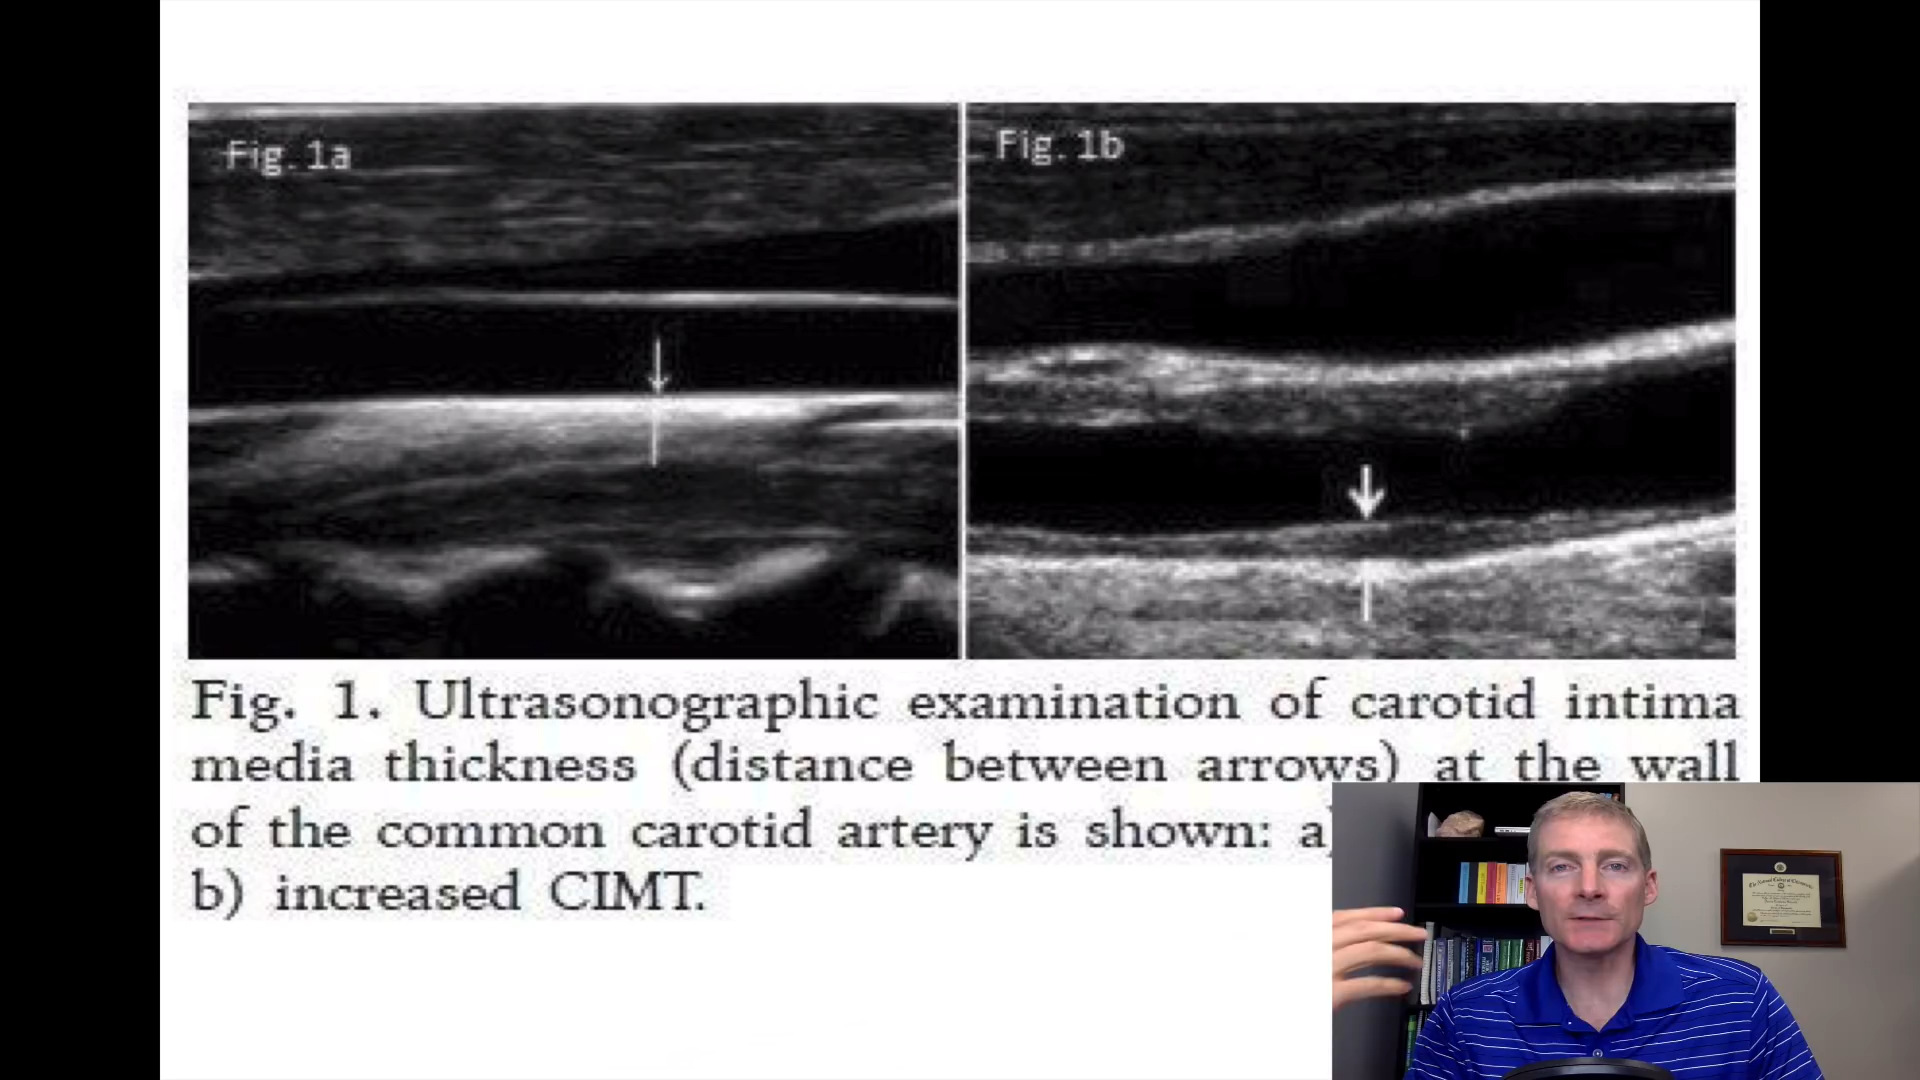 Fig. 1a
Fig. 1b
Fig. 1. Ultrasonographic examination of carotid intima
media thickness (distance between arrows) at the wall
of the common carotid artery is shown: a)
b) increased CIMT.